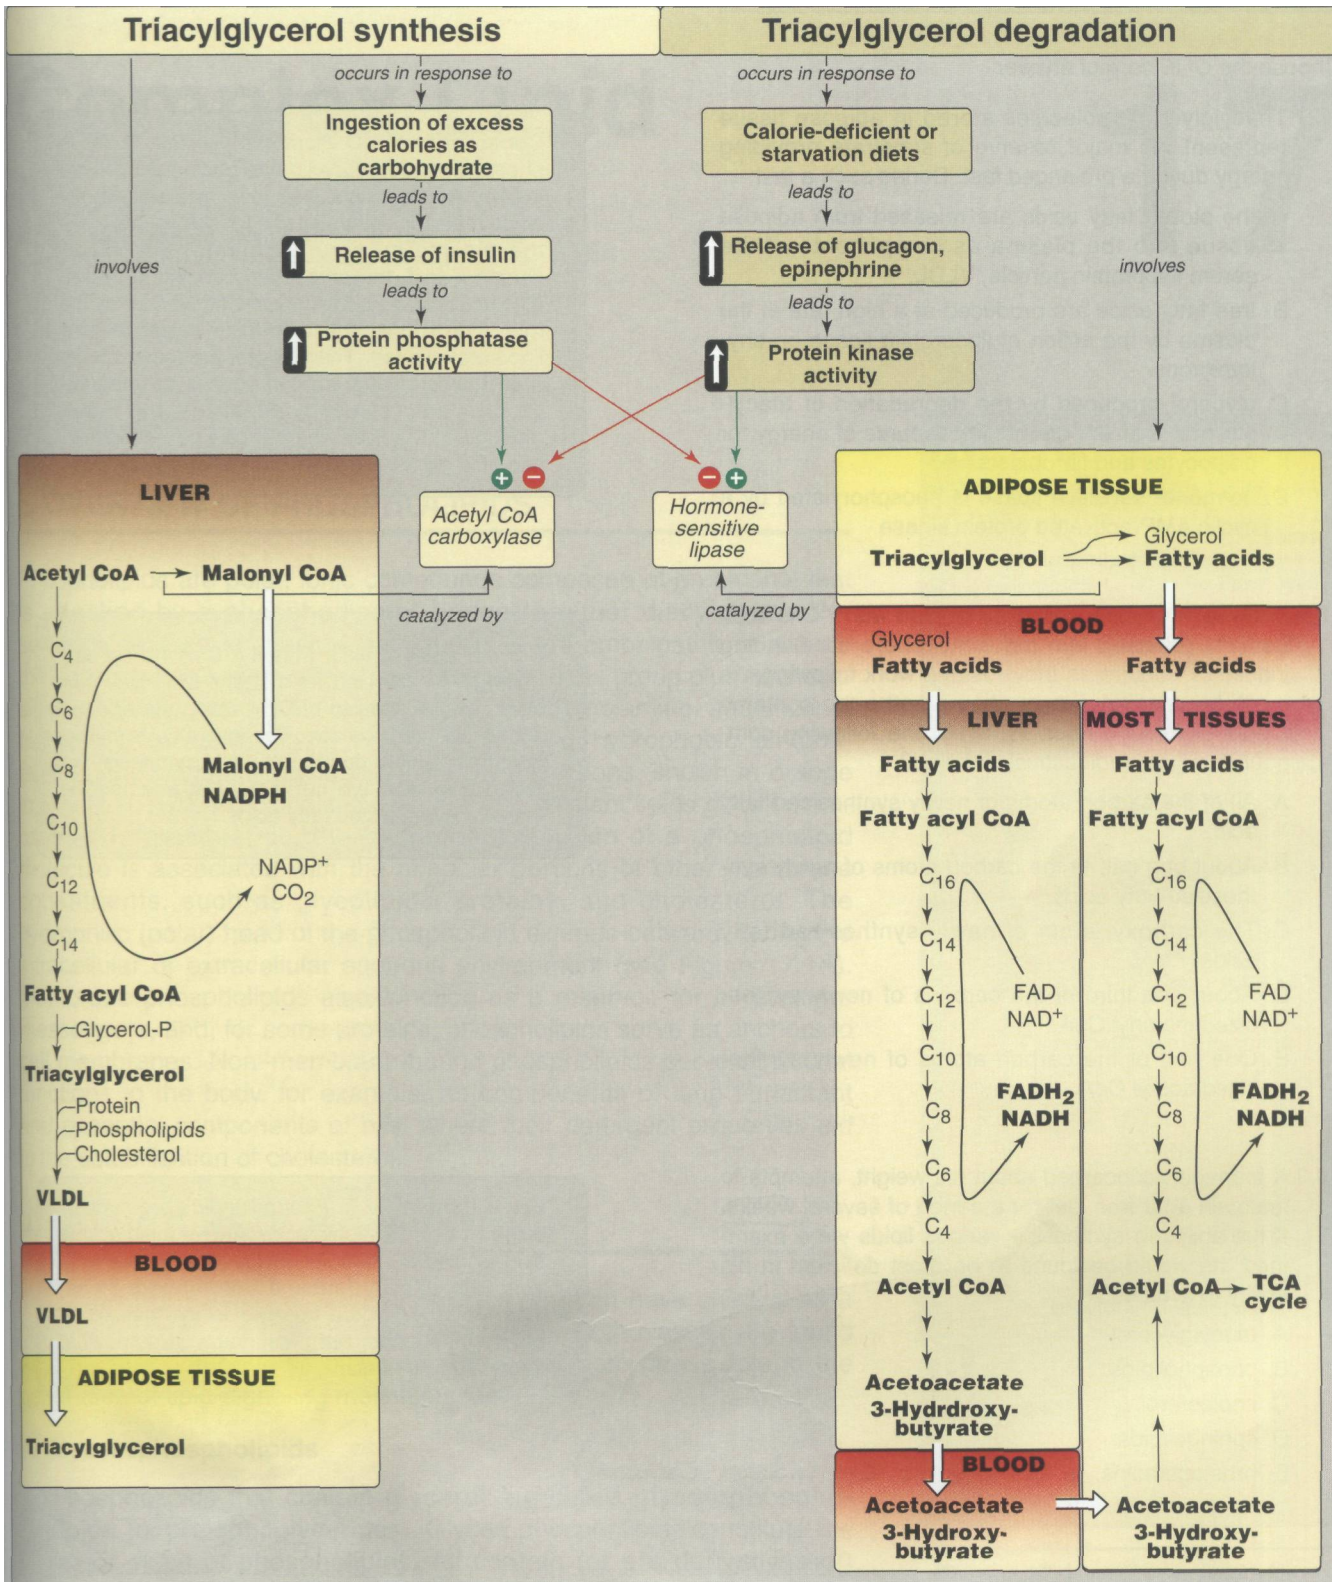 Triacylglycerol synthesis
Triacylglycerol degradation
occurs in response to
Ingestion of excess
calories as
carbohydrate
leads to
Release of insulin
leads to
Protein phosphatase
activity
involves
occurs in response to
Calorie-deficient or
starvation diets
leads to
Release of glucagon,
epinephrine
leads to
Protein kinase
activity
involves
+
−
Acetyl CoA
carboxylase
catalyzed by
−
+
Hormone-
sensitive
lipase
catalyzed by
LIVER
Acetyl CoA
Malonyl CoA
C4
C6
C8
C10
C12
C14
Malonyl CoA
NADPH
NADP+
CO2
Fatty acyl CoA
Glycerol-P
Triacylglycerol
Protein
Phospholipids
Cholesterol
VLDL
BLOOD
VLDL
ADIPOSE TISSUE
Triacylglycerol
ADIPOSE TISSUE
Triacylglycerol
Glycerol
Fatty acids
BLOOD
Glycerol
Fatty acids
Fatty acids
LIVER
Fatty acids
Fatty acyl CoA
C16
C14
C12
C10
C8
C6
C4
FAD
NAD+
FADH2
NADH
Acetyl CoA
Acetoacetate
3-Hydrdroxy-
butyrate
BLOOD
Acetoacetate
3-Hydroxy-
butyrate
MOST TISSUES
Fatty acids
Fatty acyl CoA
C16
C14
C12
C10
C8
C6
C4
FAD
NAD+
FADH2
NADH
Acetyl CoA
TCA
cycle
Acetoacetate
3-Hydroxy-
butyrate